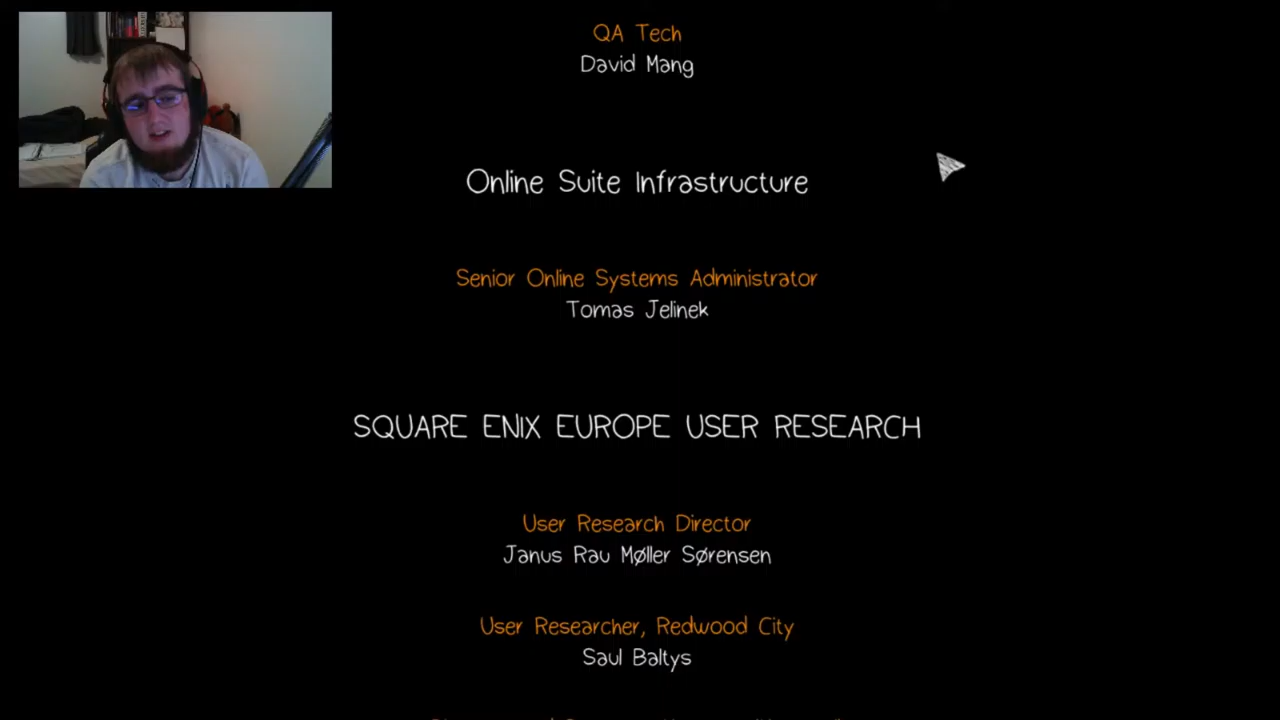 QA Tech
David Mang
Online Suite Infrastructure
Senior Online Systems Administrator
Tomas Jelinek
SQUARE ENIX EUROPE USER RESEARCH
User Research Director
Janus Rau Møller Sørensen
User Researcher, Redwood City
Saul Baltys